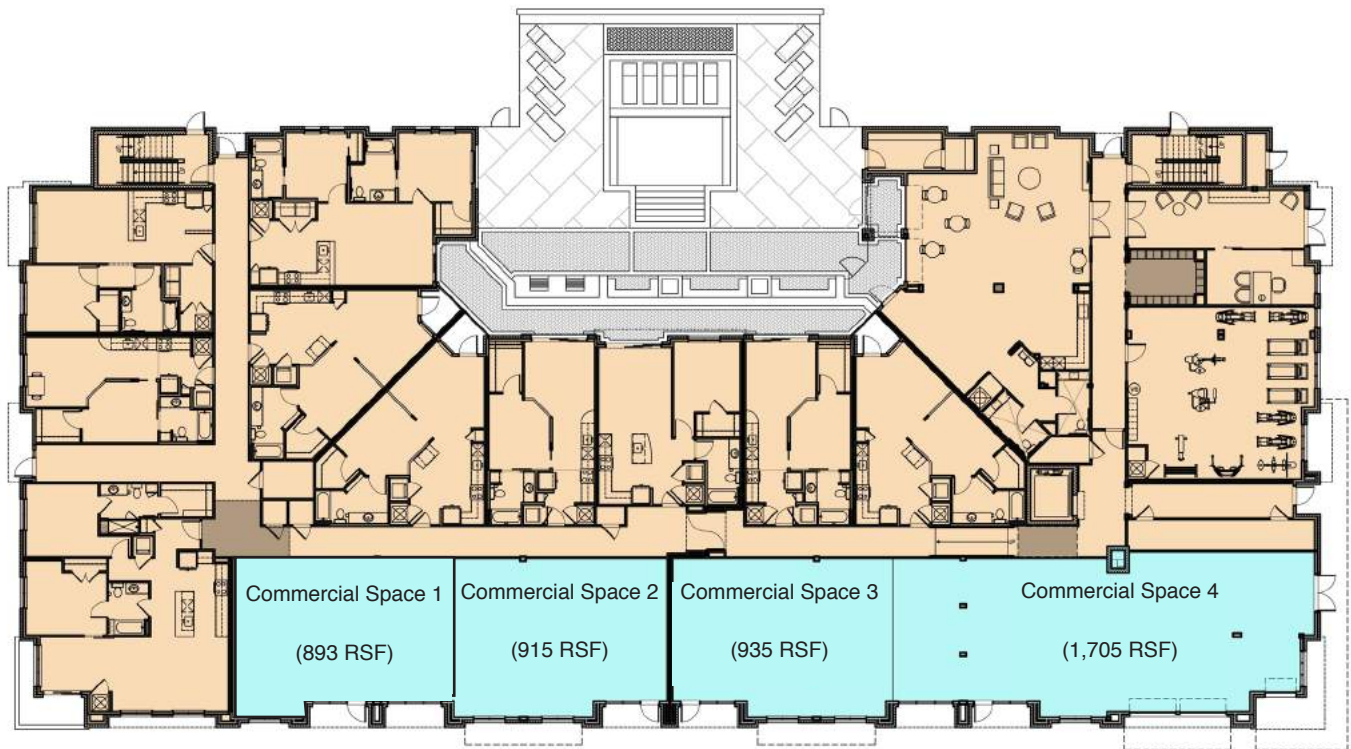 Commercial Space 1
(893 RSF)
Commercial Space 2
(915 RSF)
Commercial Space 3
(935 RSF)
Commercial Space 4
(1,705 RSF)